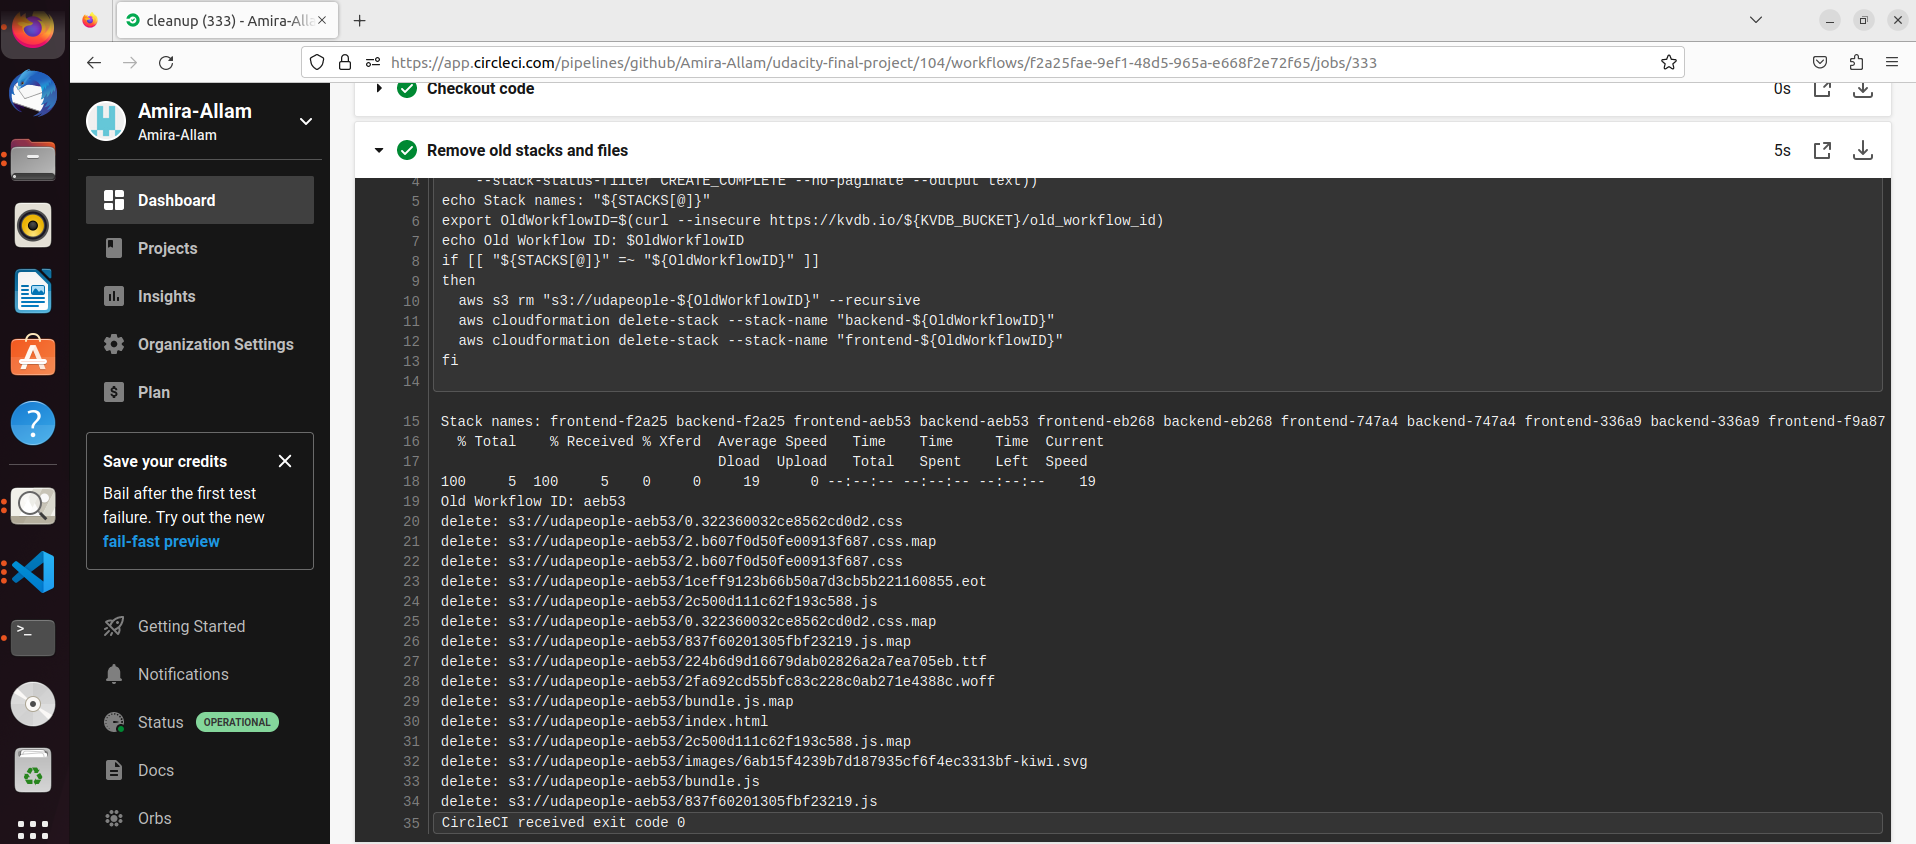 cleanup (333) - Amira-Alla
https://app.circleci.com/pipelines/github/Amira-Allam/udacity-final-project/104/workflows/f2a25fae-9ef1-48d5-965a-e668f2e72f65/jobs/333
Amira-Allam
Amira-Allam
Dashboard
Projects
Insights
Organization Settings
Plan
Save your credits
Bail after the first test
failure. Try out the new
fail-fast preview
Getting Started
Notifications
Status OPERATIONAL
Docs
Orbs
Checkout code 0s
Remove old stacks and files 5s
4 --stack-status-filter CREATE_COMPLETE --no-paginate --output text))
5 echo Stack names: "${STACKS[@]}"
6 export OldWorkflowID=$(curl --insecure https://kvdb.io/${KVDB_BUCKET}/old_workflow_id)
7 echo Old Workflow ID: $OldWorkflowID
8 if [[ "${STACKS[@]}" =~ "${OldWorkflowID}" ]]
9 then
10 aws s3 rm "s3://udapeople-${OldWorkflowID}" --recursive
11 aws cloudformation delete-stack --stack-name "backend-${OldWorkflowID}"
12 aws cloudformation delete-stack --stack-name "frontend-${OldWorkflowID}"
13 fi
14
15 Stack names: frontend-f2a25 backend-f2a25 frontend-aeb53 backend-aeb53 frontend-eb268 backend-eb268 frontend-747a4 backend-747a4 frontend-336a9 backend-336a9 frontend-f9a87
16 % Total % Received % Xferd Average Speed Time Time Time Current
17 Dload Upload Total Spent Left Speed
18 100 5 100 5 0 0 19 0 --:--:-- --:--:-- --:--:-- 19
19 Old Workflow ID: aeb53
20 delete: s3://udapeople-aeb53/0.322360032ce8562cd0d2.css
21 delete: s3://udapeople-aeb53/2.b607f0d50fe00913f687.css.map
22 delete: s3://udapeople-aeb53/2.b607f0d50fe00913f687.css
23 delete: s3://udapeople-aeb53/1ceff9123b66b50a7d3cb5b221160855.eot
24 delete: s3://udapeople-aeb53/2c500d111c62f193c588.js
25 delete: s3://udapeople-aeb53/0.322360032ce8562cd0d2.css.map
26 delete: s3://udapeople-aeb53/837f60201305fbf23219.js.map
27 delete: s3://udapeople-aeb53/224b6d9d16679dab02826a2a7ea705eb.ttf
28 delete: s3://udapeople-aeb53/2fa692cd55bfc83c228c0ab271e4388c.woff
29 delete: s3://udapeople-aeb53/bundle.js.map
30 delete: s3://udapeople-aeb53/index.html
31 delete: s3://udapeople-aeb53/2c500d111c62f193c588.js.map
32 delete: s3://udapeople-aeb53/images/6ab15f4239b7d187935cf6f4ec3313bf-kiwi.svg
33 delete: s3://udapeople-aeb53/bundle.js
34 delete: s3://udapeople-aeb53/837f60201305fbf23219.js
35 CircleCI received exit code 0